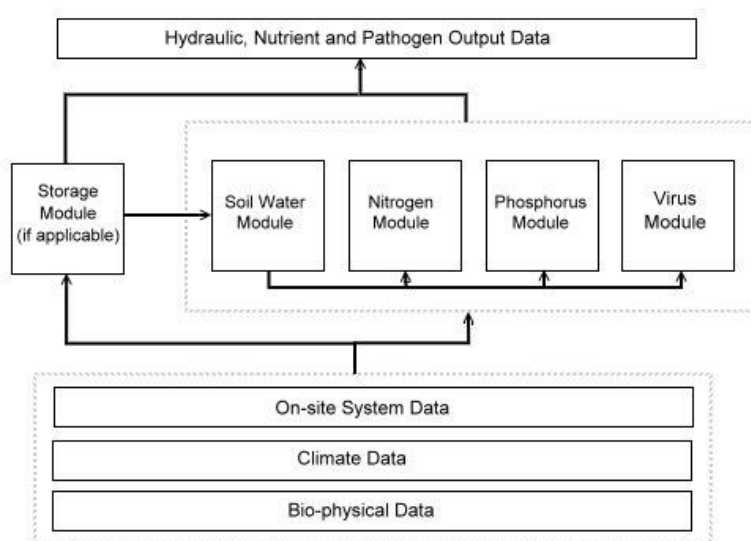 Hydraulic, Nutrient and Pathogen Output Data
Storage
Module
(if applicable)
Soil Water
Module
Nitrogen
Module
Phosphorus
Module
Virus
Module
On-site System Data
Climate Data
Bio-physical Data